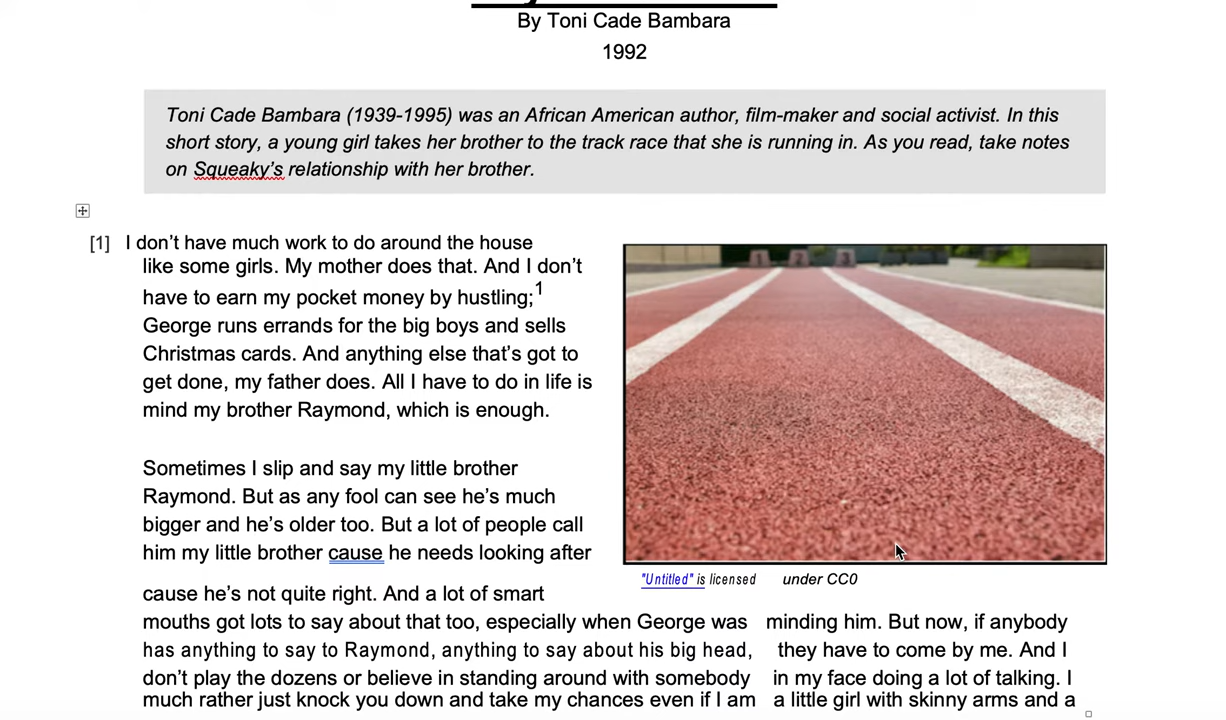 By Toni Cade Bambara
1992
Toni Cade Bambara (1939-1995) was an African American author, film-maker and social activist. In this
short story, a young girl takes her brother to the track race that she is running in. As you read, take notes
on Squeaky’s relationship with her brother.
[1] I don’t have much work to do around the house
like some girls. My mother does that. And I don’t
have to earn my pocket money by hustling;1
George runs errands for the big boys and sells
Christmas cards. And anything else that’s got to
get done, my father does. All I have to do in life is
mind my brother Raymond, which is enough.
Sometimes I slip and say my little brother
Raymond. But as any fool can see he’s much
bigger and he’s older too. But a lot of people call
him my little brother cause he needs looking after
cause he’s not quite right. And a lot of smart
mouths got lots to say about that too, especially when George was minding him. But now, if anybody
has anything to say to Raymond, anything to say about his big head, they have to come by me. And I
don’t play the dozens or believe in standing around with somebody in my face doing a lot of talking. I
much rather just knock you down and take my chances even if I am a little girl with skinny arms and a
1 2 3
"Untitled" is licensed under CC0